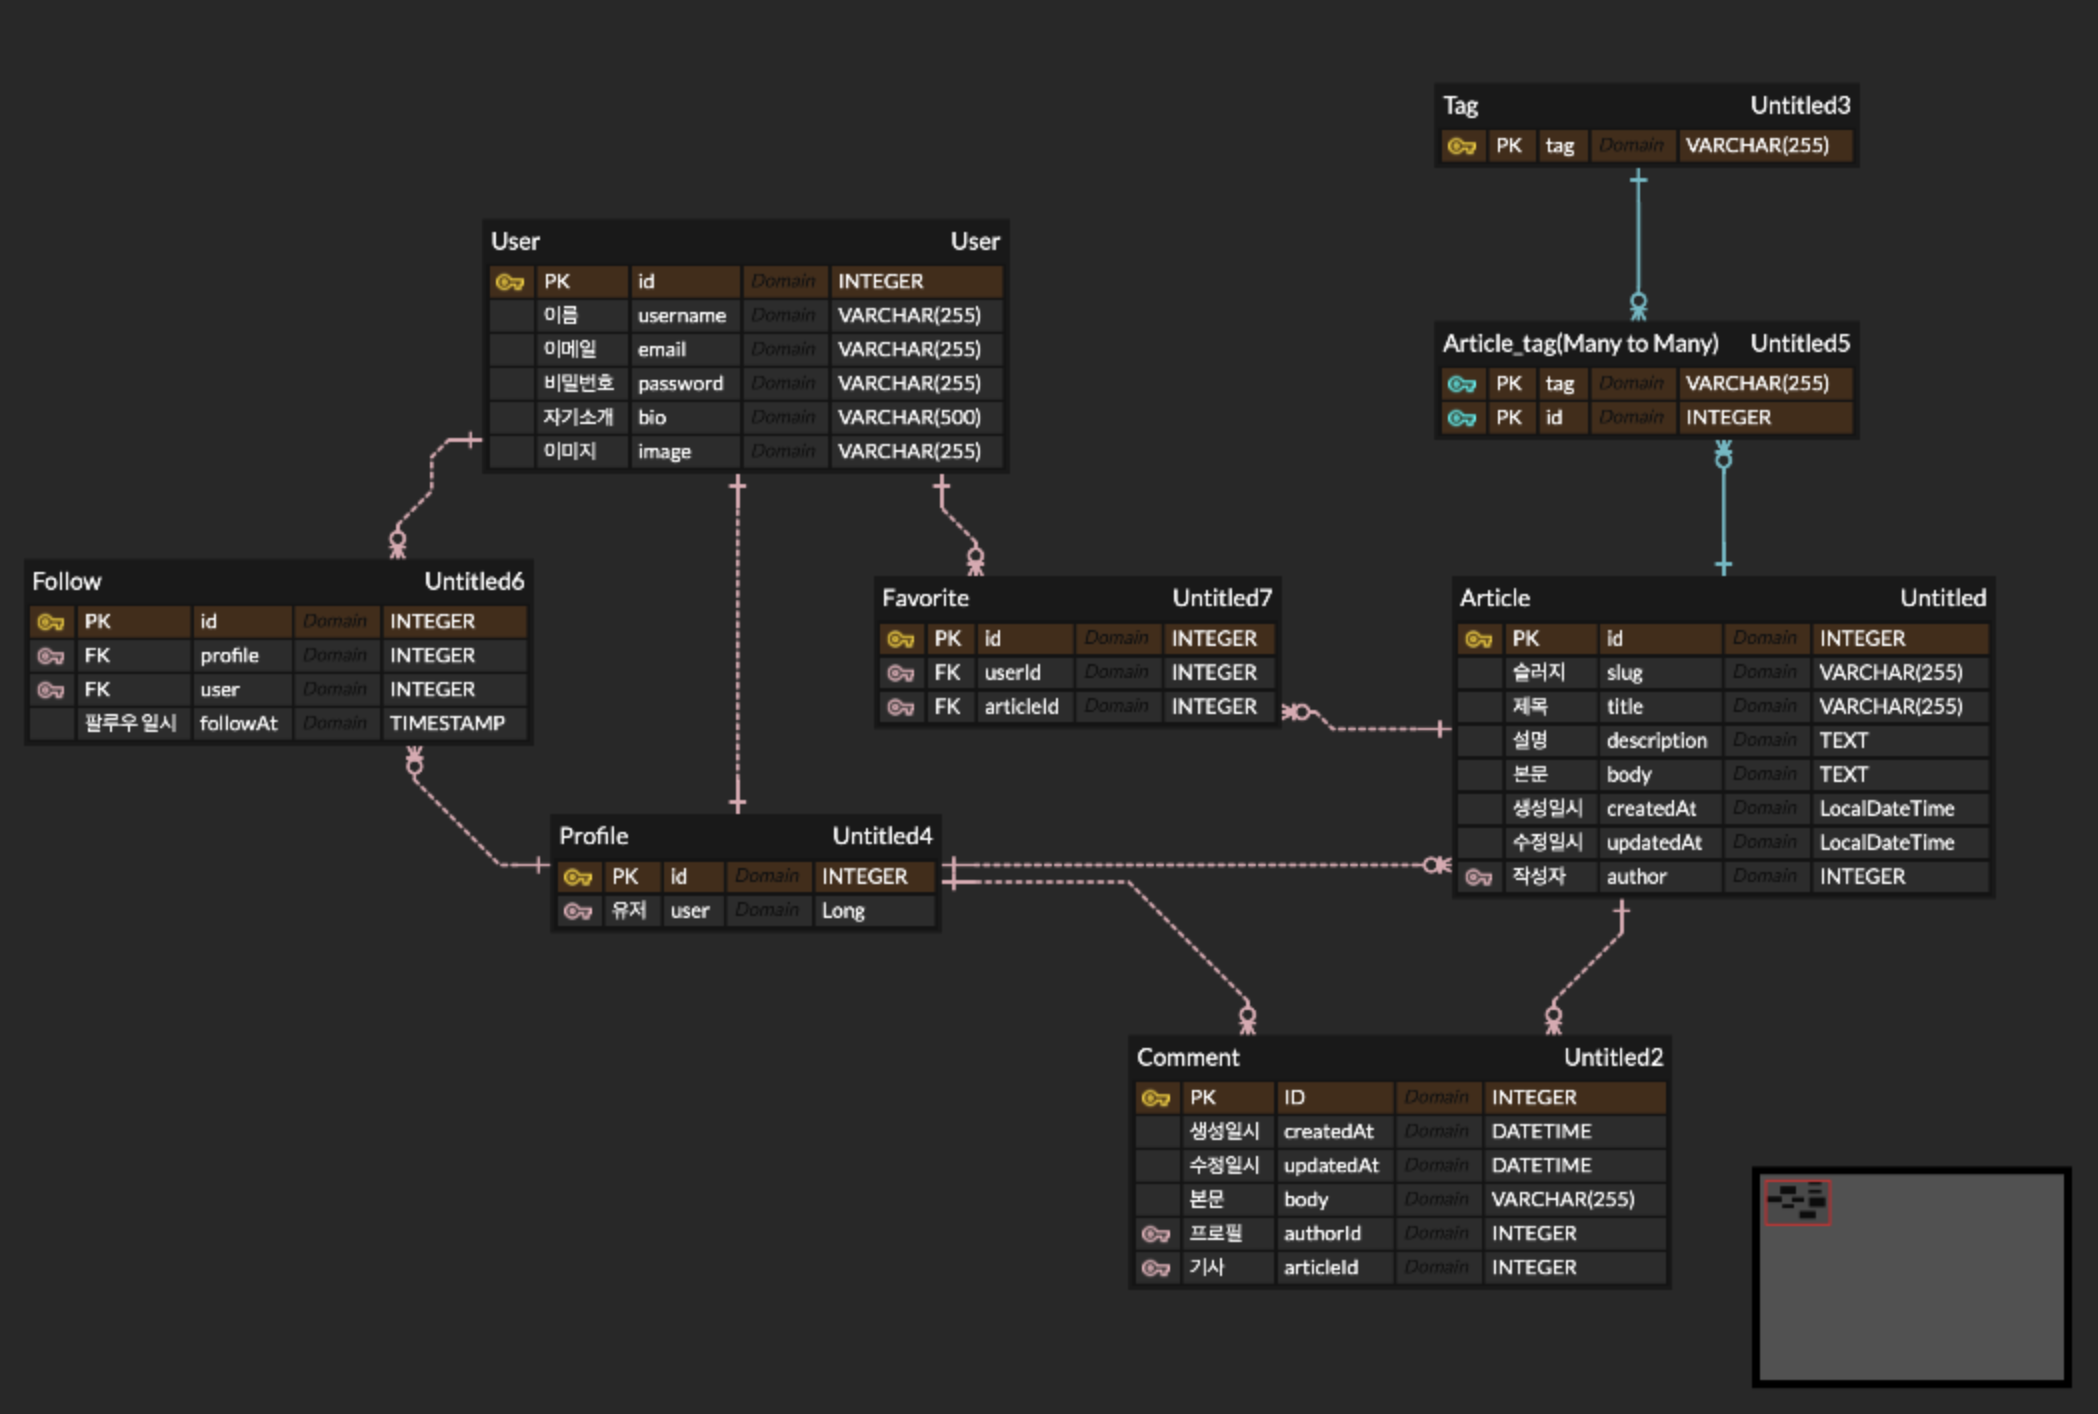 Tag Untitled3
PK tag Domain VARCHAR(255)
User User
PK id Domain INTEGER
이름 username Domain VARCHAR(255)
이메일 email Domain VARCHAR(255)
비밀번호 password Domain VARCHAR(255)
자기소개 bio Domain VARCHAR(500)
이미지 image Domain VARCHAR(255)
Article_tag(Many to Many) Untitled5
PK tag Domain VARCHAR(255)
PK id Domain INTEGER
Follow Untitled6
PK id Domain INTEGER
FK profile Domain INTEGER
FK user Domain INTEGER
팔루우 일시 followAt Domain TIMESTAMP
Favorite Untitled7
PK id Domain INTEGER
FK userId Domain INTEGER
FK articleId Domain INTEGER
Article Untitled
PK id Domain INTEGER
슬러지 slug Domain VARCHAR(255)
제목 title Domain VARCHAR(255)
설명 description Domain TEXT
본문 body Domain TEXT
생성일시 createdAt Domain LocalDateTime
수정일시 updatedAt Domain LocalDateTime
작성자 author Domain INTEGER
Profile Untitled4
PK id Domain INTEGER
유저 user Domain Long
Comment Untitled2
PK ID Domain INTEGER
생성일시 createdAt Domain DATETIME
수정일시 updatedAt Domain DATETIME
본문 body Domain VARCHAR(255)
프로필 authorId Domain INTEGER
기사 articleId Domain INTEGER